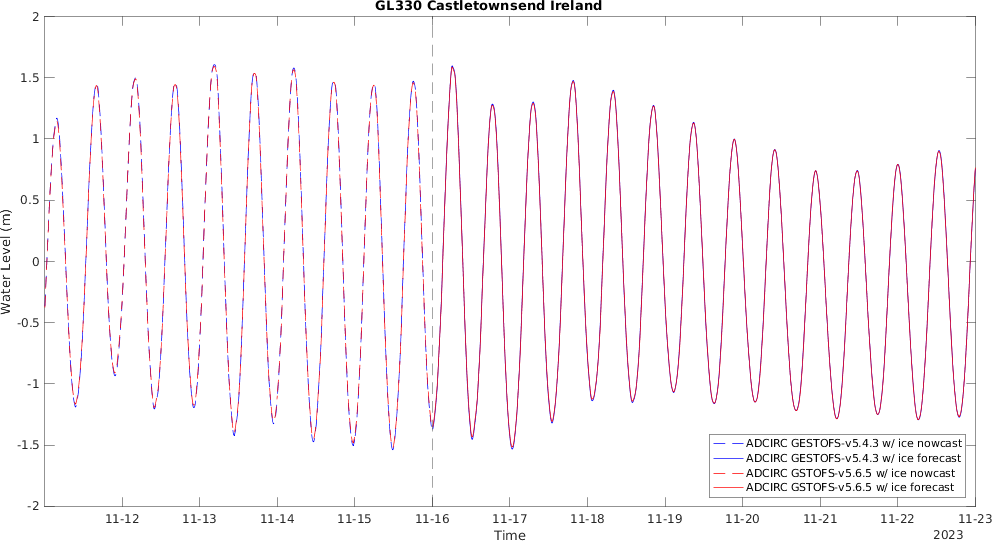 GL330 Castletownsend Ireland
2
1.5
1
0.5
0
-0.5
-1
-1.5
-2
Water Level (m)
11-12 11-13 11-14 11-15 11-16 11-17 11-18 11-19 11-20 11-21 11-22 11-23
Time
2023
ADCIRC GESTOFS-v5.4.3 w/ ice nowcast
ADCIRC GESTOFS-v5.4.3 w/ ice forecast
ADCIRC GSTOFS-v5.6.5 w/ ice nowcast
ADCIRC GSTOFS-v5.6.5 w/ ice forecast